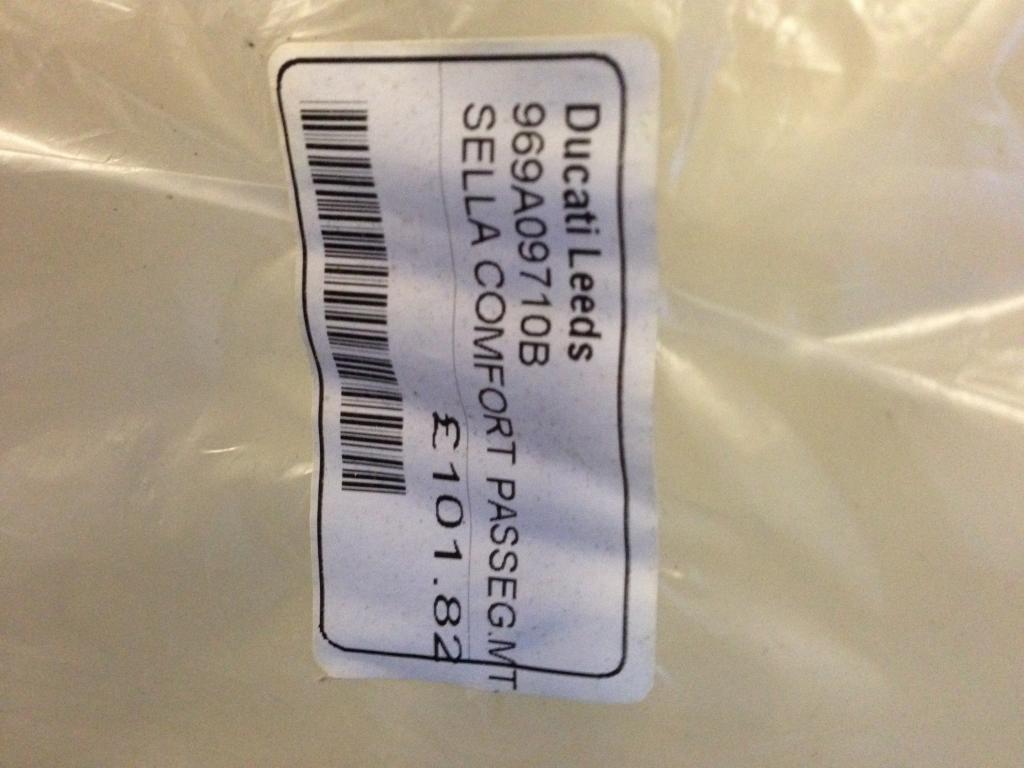 Ducati Leeds
969A09710B
SELLA COMFORT PASSEG.MT
£101.82